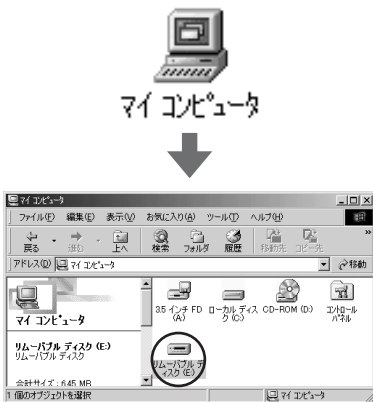 マイ コンピュータ
マイ コンピュータ
ファイル(F) 編集(E) 表示(V) お気に入り(A) ツール(T) ヘルプ(H)
戻る 進む 上へ 検索 フォルダ 履歴 移動先 コピー先
アドレス(D) マイ コンピュータ 移動
マイ コンピュータ
リムーバブル ディスク (E:)
リムーバブル ディスク
合計サイズ : 645 MB
3.5 インチ FD (A:)
ローカル ディスク (C:)
CD-ROM (D:)
コントロール パネル
リムーバブル ディスク (E:)
1 個のオブジェクトを選択 マイ コンピュータ